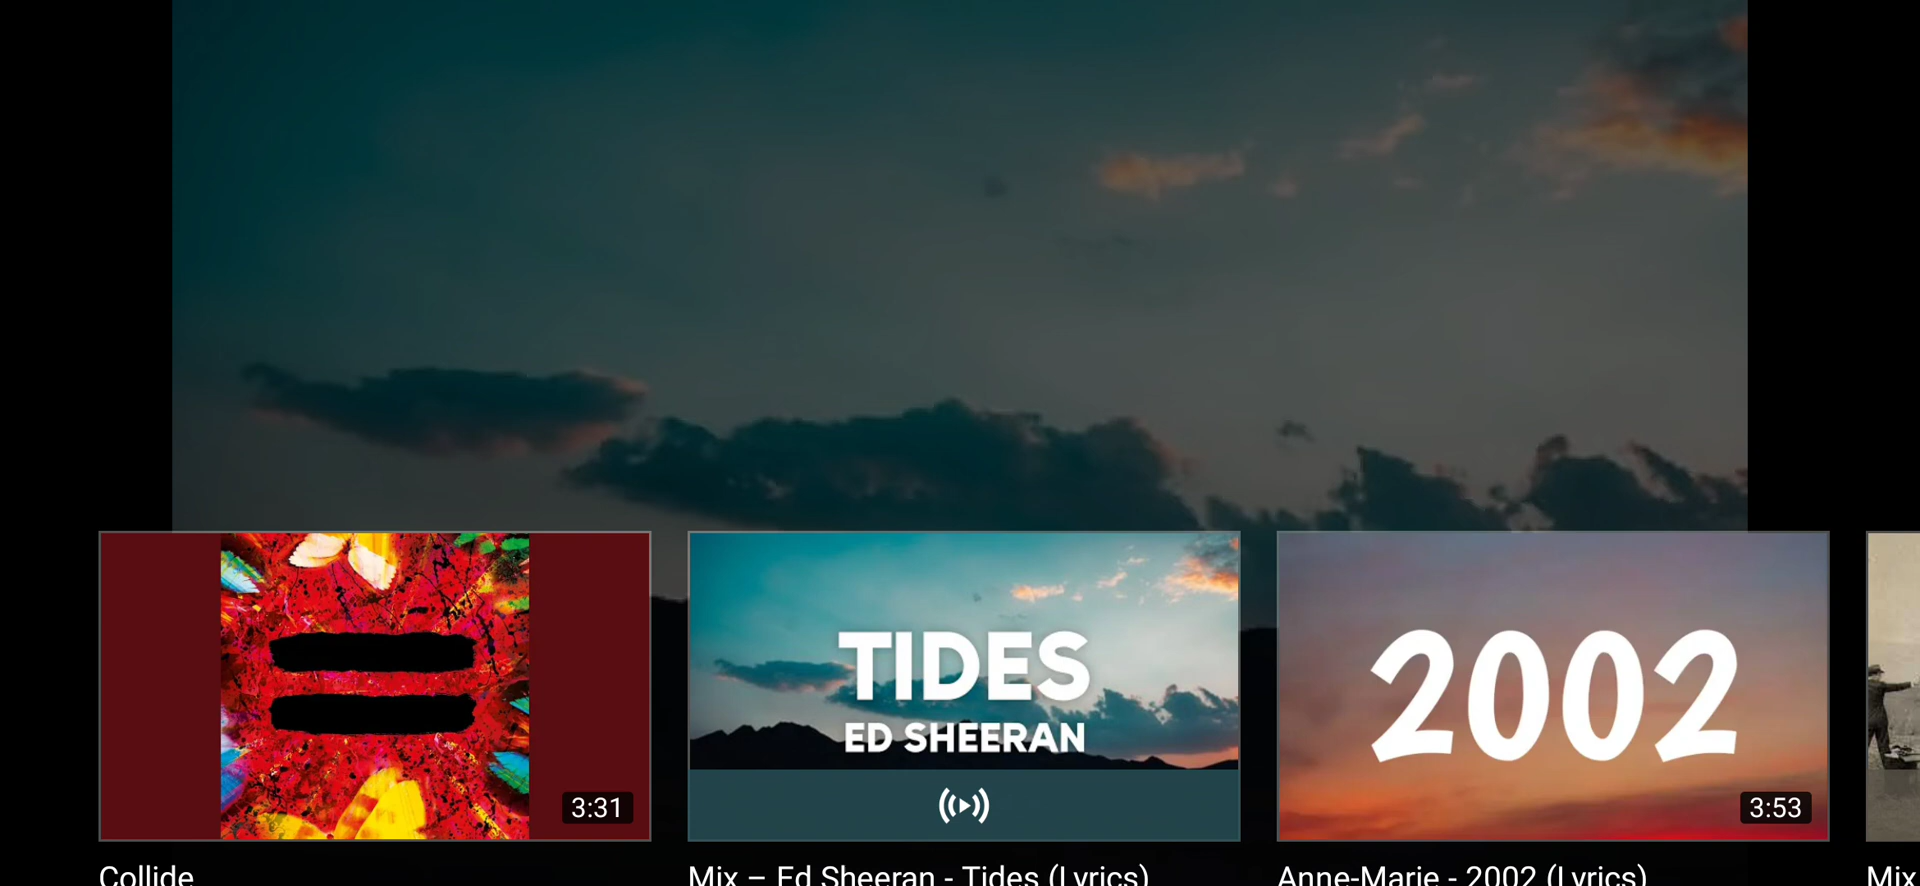 3:31
TIDES
ED SHEERAN
2002
3:53
Collide
Mix – Ed Sheeran - Tides (Lyrics)
Anne-Marie - 2002 (Lyrics)
Mix